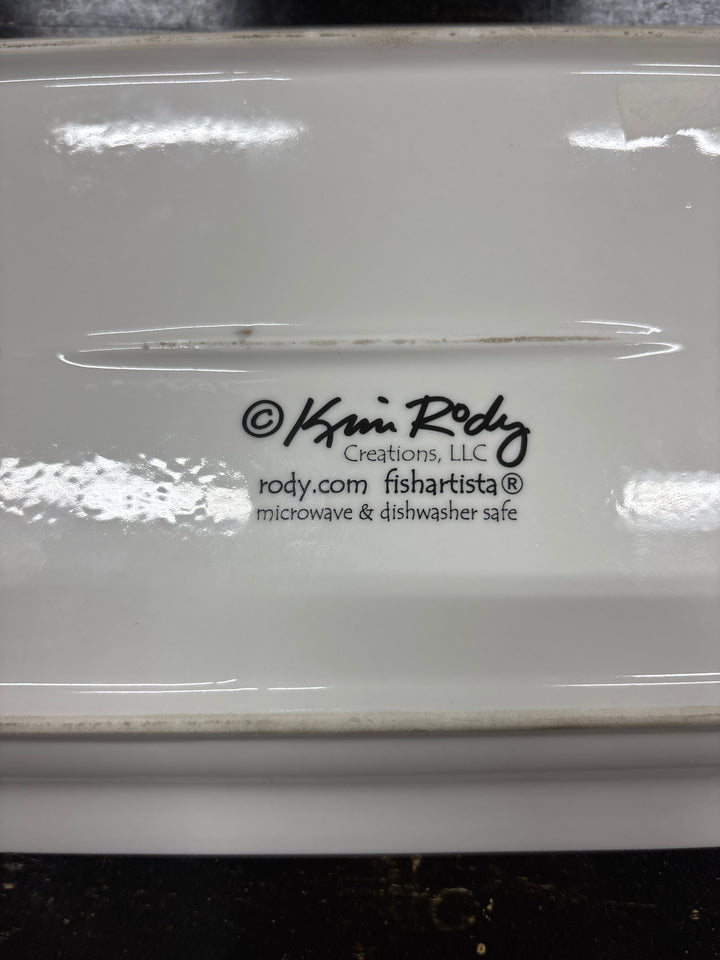 © Kim Rody
Creations, LLC
rody.com fishartista®
microwave & dishwasher safe